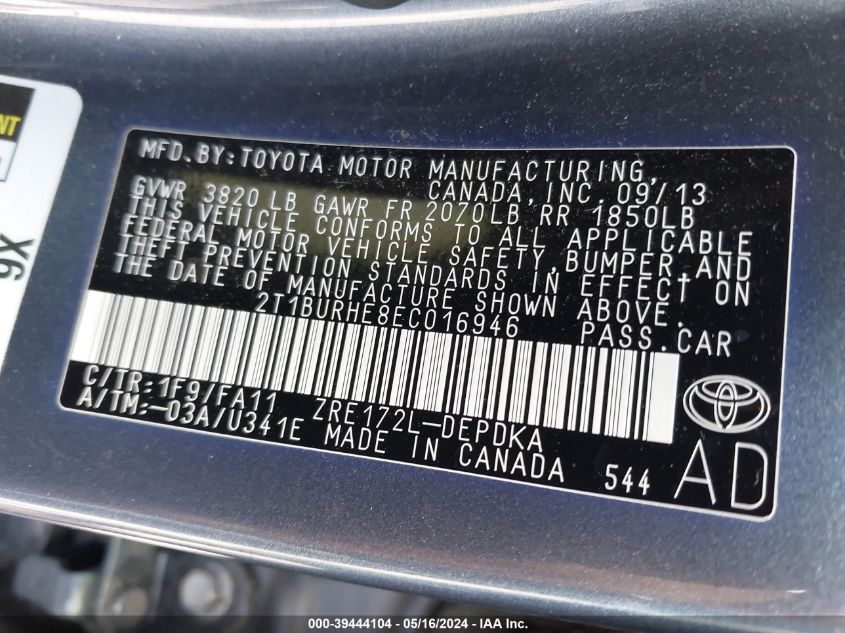 MFD. BY: TOYOTA MOTOR MANUFACTURING,
CANADA, INC. 09/13
GVWR 3820 LB GAWR FR 2070LB RR 1850LB
THIS VEHICLE CONFORMS TO ALL APPLICABLE
FEDERAL MOTOR VEHICLE SAFETY, BUMPER, AND
THEFT PREVENTION STANDARDS IN EFFECT ON
THE DATE OF MANUFACTURE SHOWN ABOVE.
2T1BURHE8EC016946 PASS. CAR
C/TR: 1F9/FA11 ZRE172L-DEPDKA
A/TM: -03A/U341E MADE IN CANADA 544
AD
X6
000-39444104 - 05/16/2024 - IAA Inc.